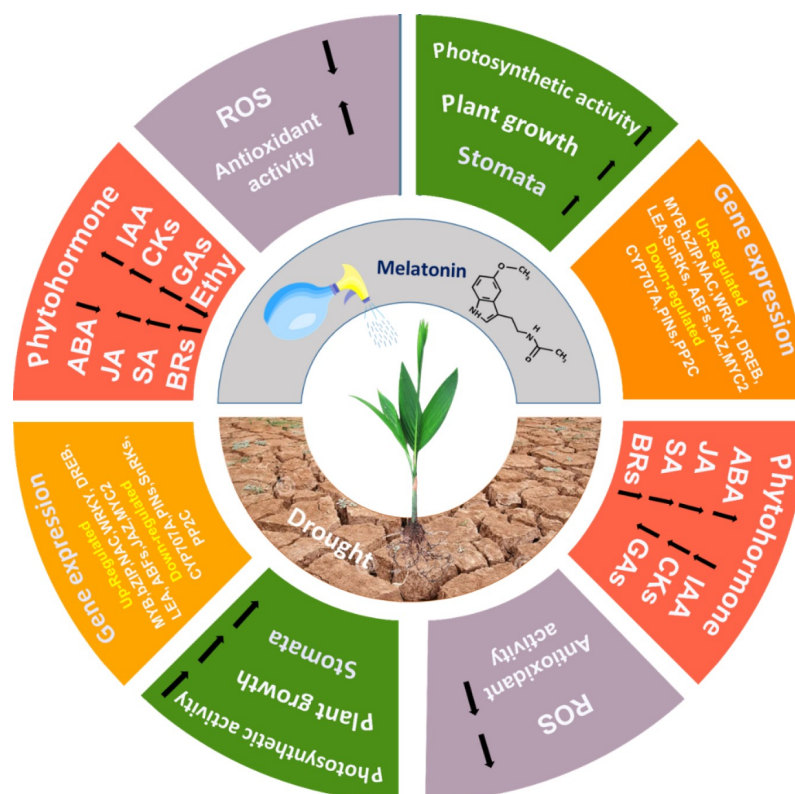 ROS
Antioxidant
activity
Photosynthetic activity
Plant growth
Stomata
Gene expression
Up-Regulated
MYB,bZIP,NAC,WRKY, DREB,
LEA,SnRKs, ABFs,JAZ,MYC2
Down-regulated
CYP707A,PINs,PP2C
Phytohormone
ABA
JA
SA
BRs
IAA
CKs
GAs
Antioxidant
activity
ROS
Stomata
Plant growth
Photosynthetic activity
Gene expression
Up-Regulated
MYB,bZIP,NAC,WRKY, DREB,
LEA, ABFs,JAZ,MYC2
Down-regulated
CYP707A,PINs,SnRKs,
PP2C
Phytohormone
IAA
CKs
GAs
Ethy
ABA
JA
SA
BRs
Melatonin
O
CH₃
NH
H
N
O
CH₃
Drought